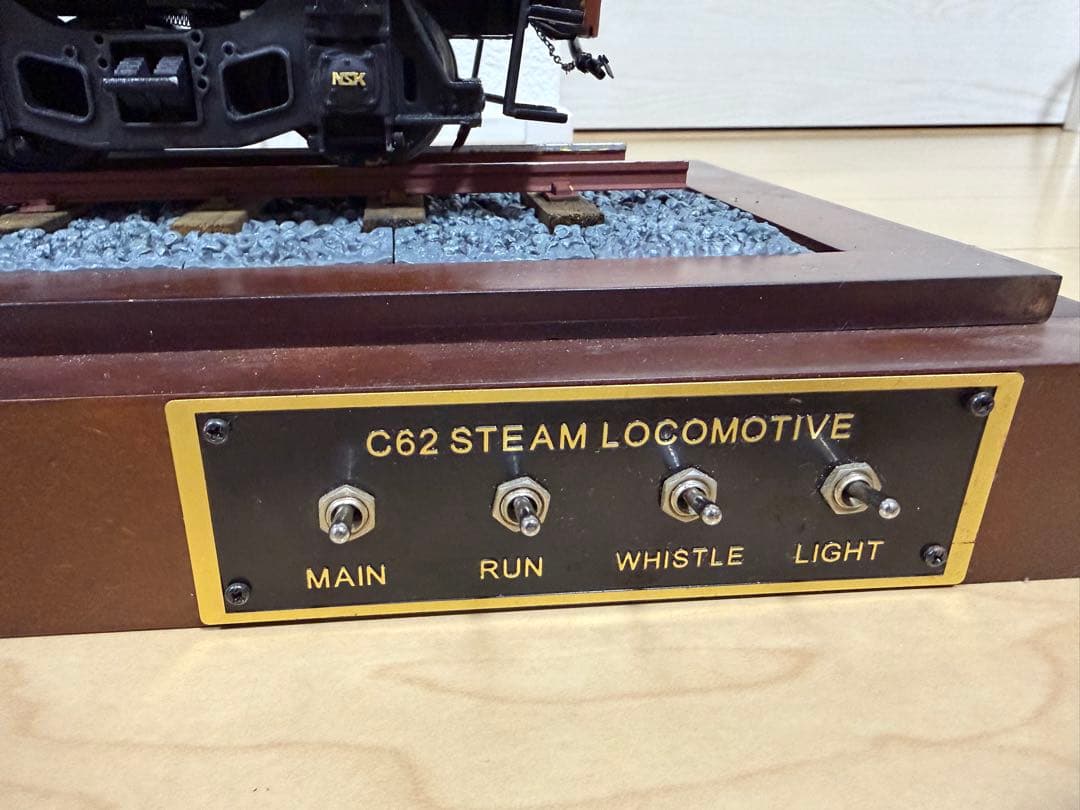 NSK
C62 STEAM LOCOMOTIVE
MAIN RUN WHISTLE LIGHT